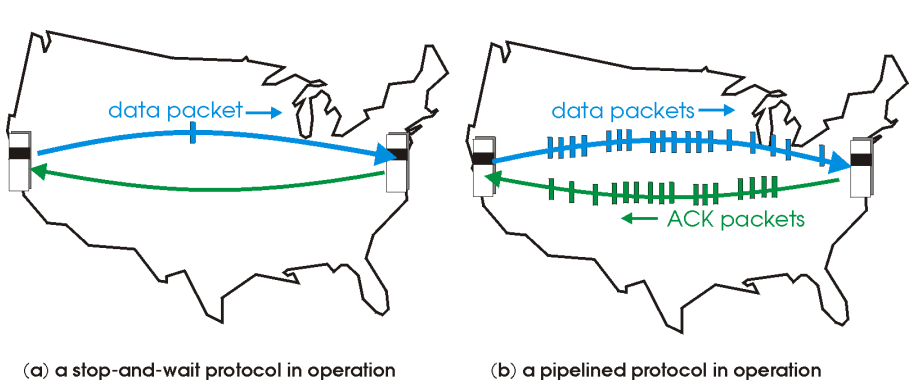 data packet
(a) a stop-and-wait protocol in operation
data packets
ACK packets
(b) a pipelined protocol in operation